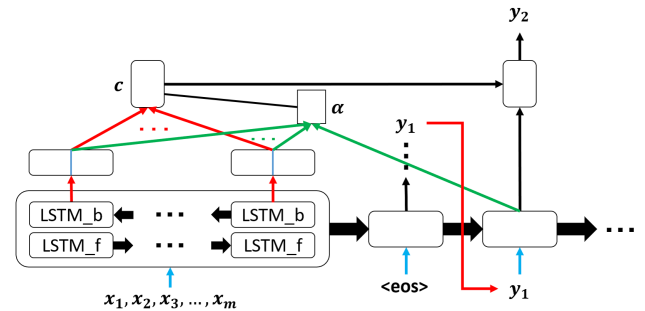 y₂
c
α
y₁
LSTM_b LSTM_b
LSTM_f LSTM_f
x₁, x₂, x₃, ..., xₘ
<eos>
y₁